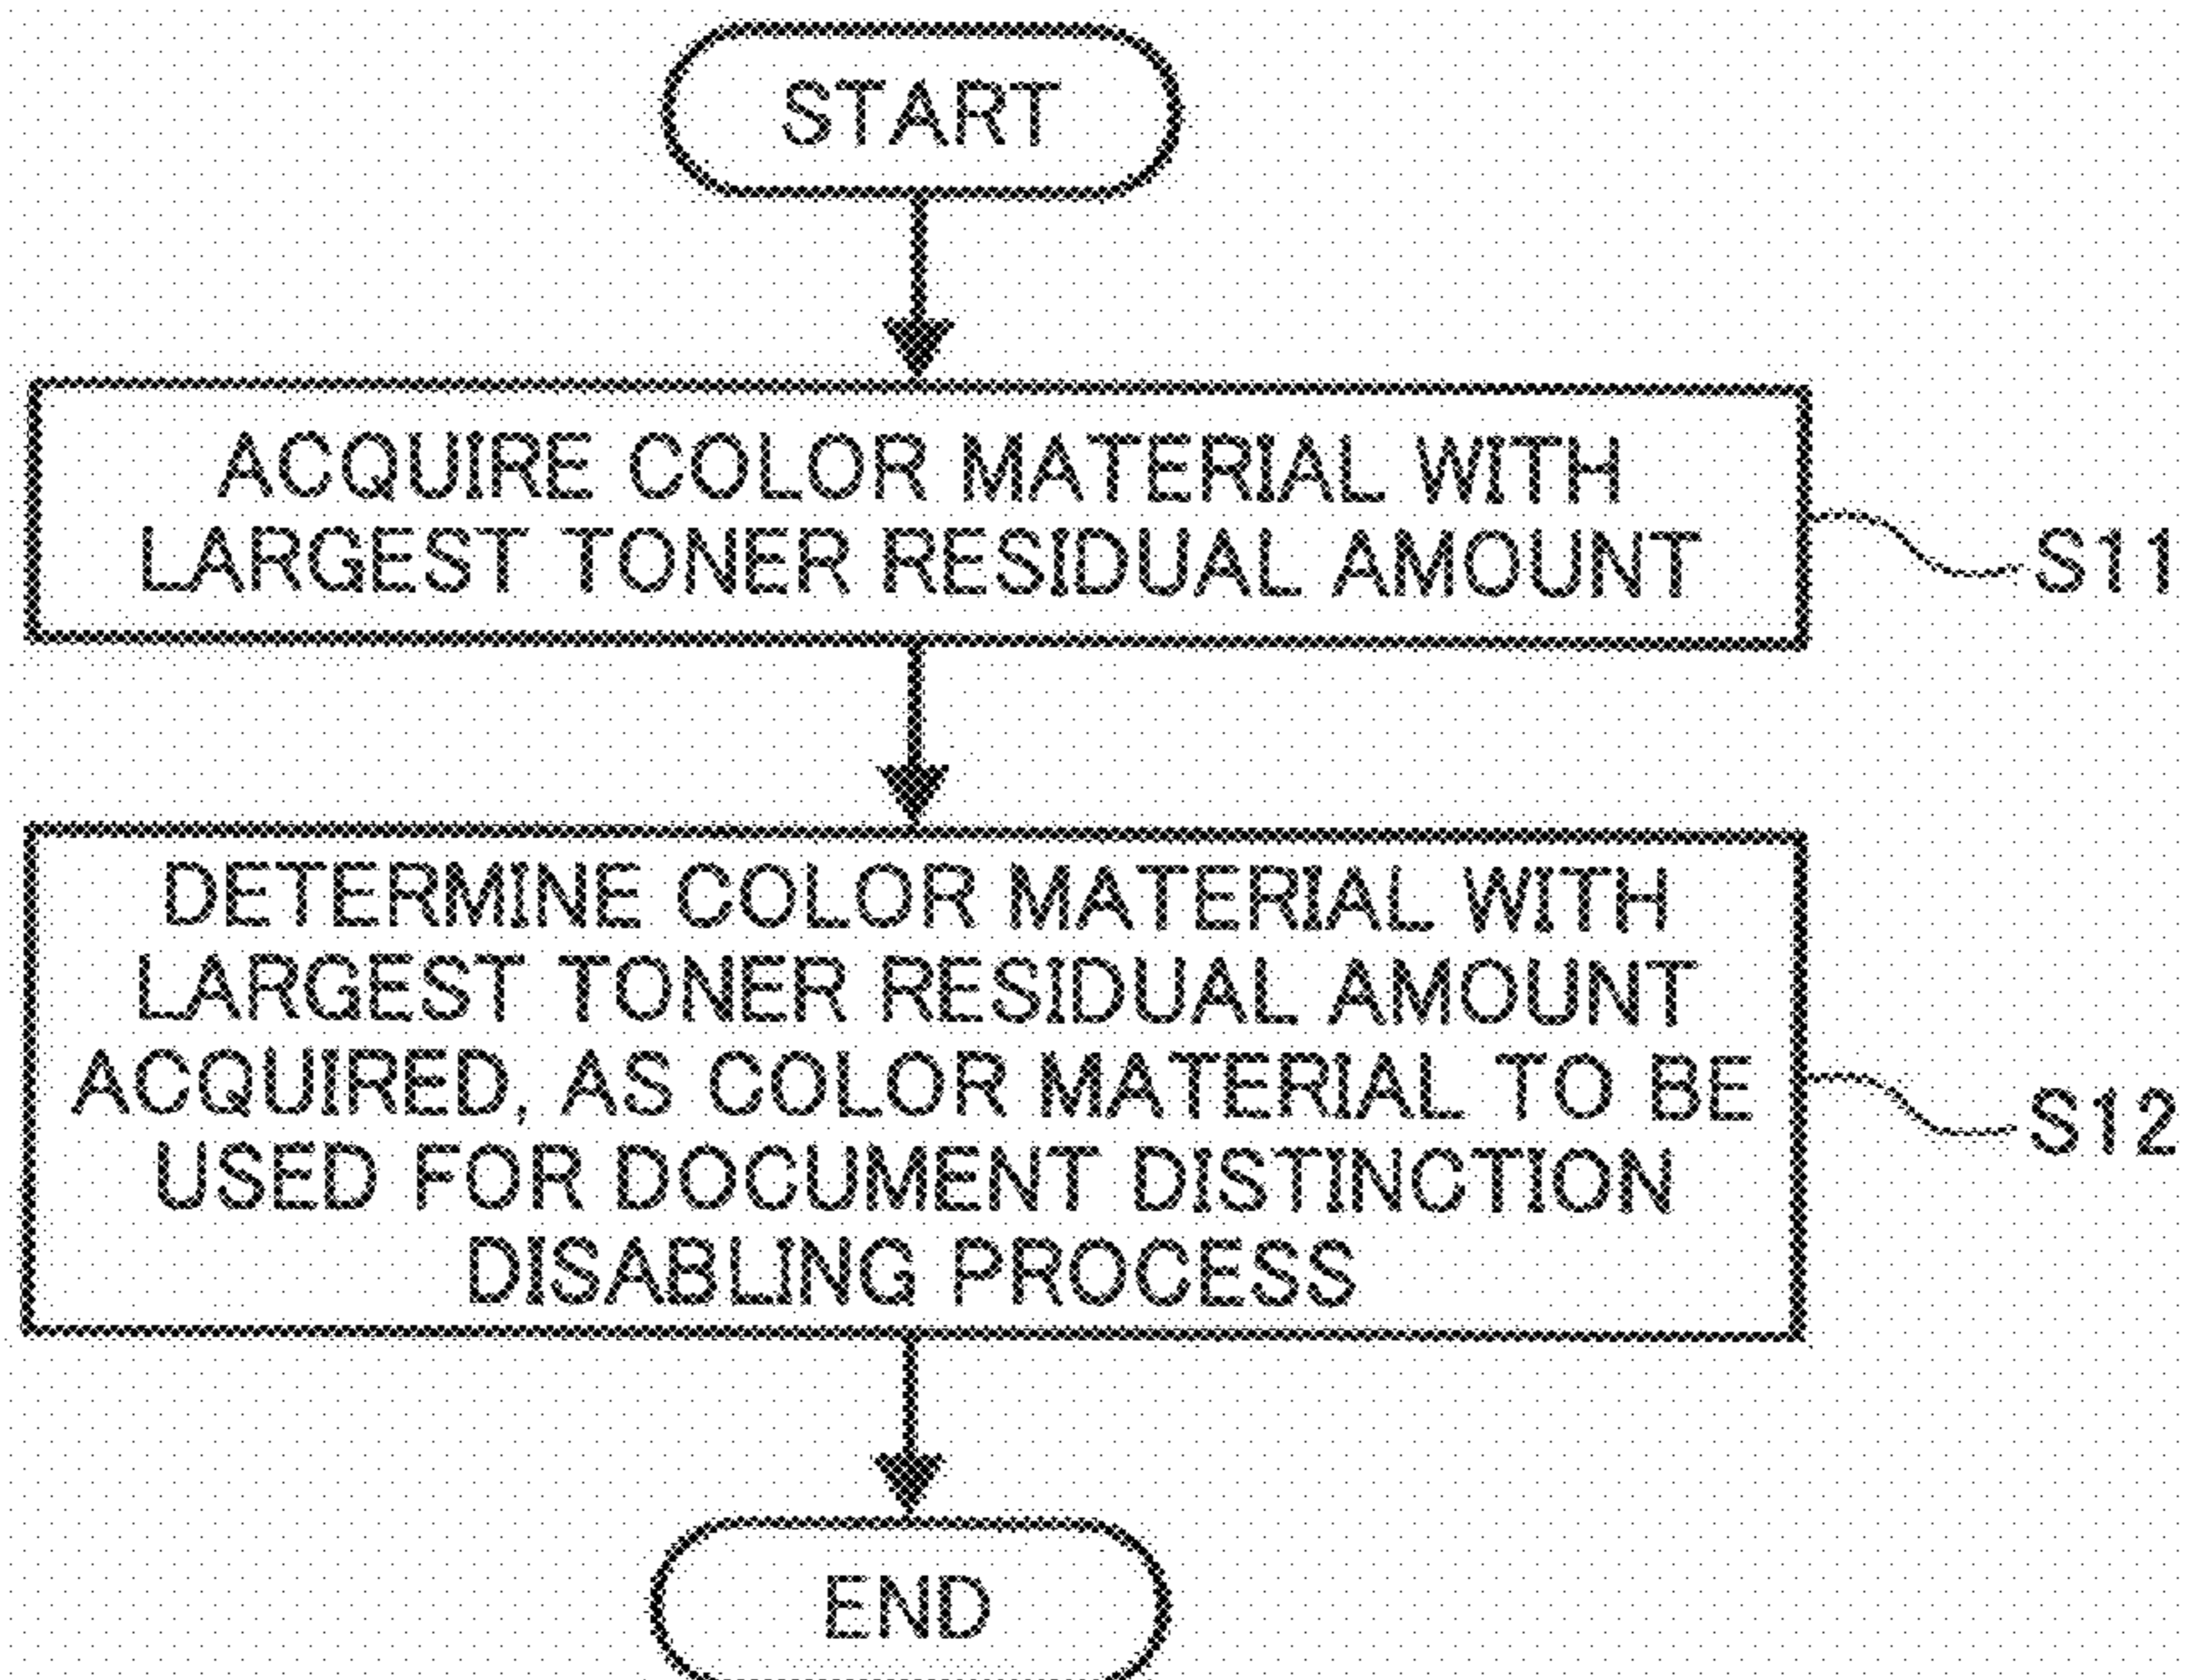 START
ACQUIRE COLOR MATERIAL WITH
LARGEST TONER RESIDUAL AMOUNT
S11
DETERMINE COLOR MATERIAL WITH
LARGEST TONER RESIDUAL AMOUNT
ACQUIRED, AS COLOR MATERIAL TO BE
USED FOR DOCUMENT DISTINCTION
DISABLING PROCESS
S12
END